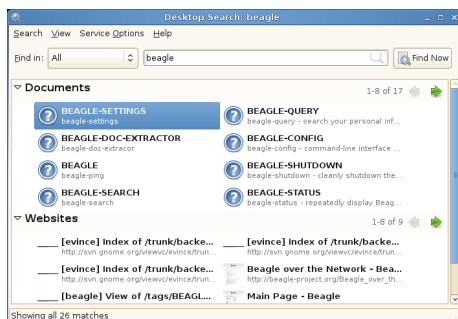 Desktop Search: beagle
Search View Service Options Help
Find in: All beagle Find Now
Documents 1-8 of 17
BEAGLE-SETTINGS
beagle-settings
BEAGLE-QUERY
beagle-query - search your personal inf...
BEAGLE-DOC-EXTRACTOR
beagle-doc-extracor
BEAGLE-CONFIG
beagle-config - command-line interface ...
BEAGLE
beagle-ping
BEAGLE-SHUTDOWN
beagle-shutdown - cleanly shutdown the...
BEAGLE-SEARCH
beagle-search
BEAGLE-STATUS
beagle-status - repeatedly display Beag...
Websites 1-8 of 9
[evince] Index of /trunk/backe...
http://svn.gnome.org/viewvc/evince/trun...
[evince] Index of /trunk/backe...
http://svn.gnome.org/viewvc/evince/trun...
[evince] Index of /trunk/backe...
http://svn.gnome.org/viewvc/evince/trun...
Beagle over the Network - Bea...
http://beagle-project.org/Beagle_over_th...
[beagle] View of /tags/BEAGL...
Main Page - Beagle
Showing all 26 matches